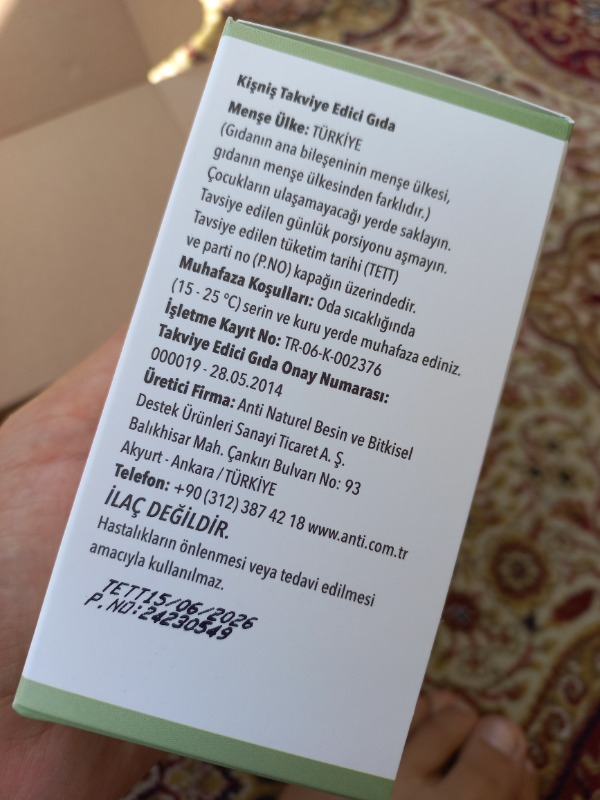 Kişniş Takviye Edici Gıda
Menşe Ülke: TÜRKİYE
(Gıdanın ana bileşeninin menşe ülkesi,
gıdanın menşe ülkesinden farklıdır.)
Çocukların ulaşamayacağı yerde saklayın.
Tavsiye edilen günlük porsiyonu aşmayın.
Tavsiye edilen tüketim tarihi (TETT)
ve parti no (P.NO) kapağın üzerindedir.
Muhafaza Koşulları: Oda sıcaklığında
(15 - 25 °C) serin ve kuru yerde muhafaza ediniz.
İşletme Kayıt No: TR-06-K-002376
Takviye Edici Gıda Onay Numarası:
000019 - 28.05.2014
Üretici Firma: Anti Naturel Besin ve Bitkisel
Destek Ürünleri Sanayi Ticaret A. Ş.
Balıkhisar Mah. Çankırı Bulvarı No: 93
Akyurt - Ankara / TÜRKİYE
Telefon: +90 (312) 387 42 18 www.anti.com.tr
İLAÇ DEĞİLDİR.
Hastalıkların önlenmesi veya tedavi edilmesi
amacıyla kullanılmaz.
TETT15/06/2026
P.NO:24230549